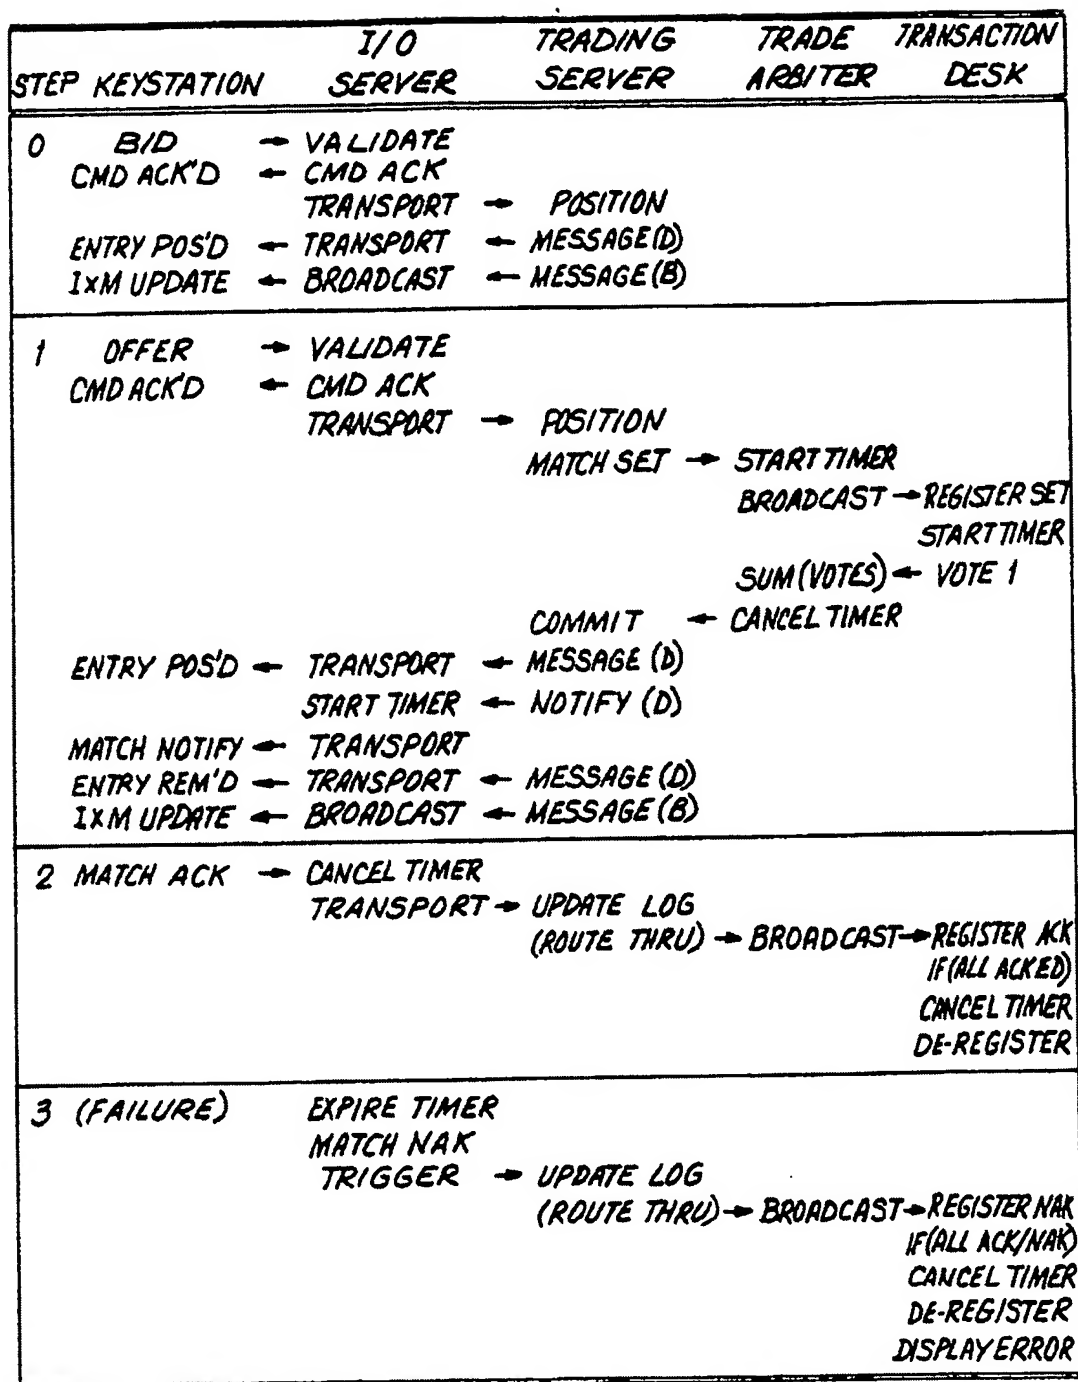 I/O TRADING TRADE TRANSACTION
STEP KEYSTATION SERVER SERVER ARBITER DESK
0 BID → VALIDATE
CMD ACK'D ← CMD ACK
TRANSPORT → POSITION
ENTRY POS'D ← TRANSPORT ← MESSAGE(D)
IxM UPDATE ← BROADCAST ← MESSAGE(B)
1 OFFER → VALIDATE
CMD ACK'D ← CMD ACK
TRANSPORT → POSITION
MATCH SET → START TIMER
BROADCAST → REGISTER SET
START TIMER
SUM(VOTES) ← VOTE 1
COMMIT ← CANCEL TIMER
ENTRY POS'D ← TRANSPORT ← MESSAGE (D)
START TIMER ← NOTIFY (D)
MATCH NOTIFY ← TRANSPORT
ENTRY REM'D ← TRANSPORT ← MESSAGE (D)
IxM UPDATE ← BROADCAST ← MESSAGE (B)
2 MATCH ACK → CANCEL TIMER
TRANSPORT → UPDATE LOG
(ROUTE THRU) → BROADCAST → REGISTER ACK
IF(ALL ACKED)
CANCEL TIMER
DE-REGISTER
3 (FAILURE) EXPIRE TIMER
MATCH NAK
TRIGGER → UPDATE LOG
(ROUTE THRU) → BROADCAST → REGISTER NAK
IF(ALL ACK/NAK)
CANCEL TIMER
DE-REGISTER
DISPLAY ERROR